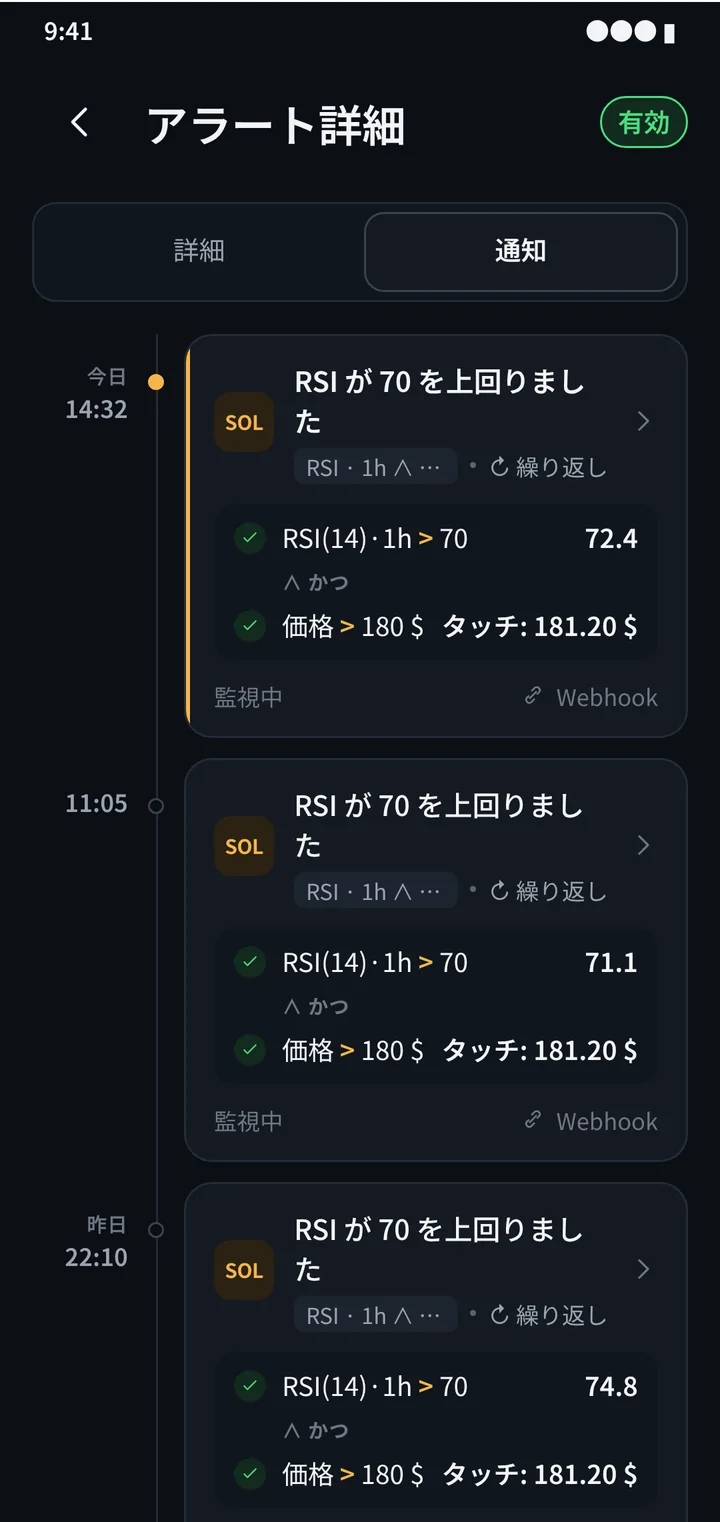 9:41
アラート詳細
有効
詳細
通知
今日
14:32
SOL
RSI が 70 を上回りまし
た
RSI · 1h ∧ ⋯ • ↻ 繰り返し
RSI(14) · 1h > 70 72.4
∧ かつ
価格 > 180 $ タッチ: 181.20 $
監視中
Webhook
11:05
SOL
RSI が 70 を上回りまし
た
RSI · 1h ∧ ⋯ • ↻ 繰り返し
RSI(14) · 1h > 70 71.1
∧ かつ
価格 > 180 $ タッチ: 181.20 $
監視中
Webhook
昨日
22:10
SOL
RSI が 70 を上回りまし
た
RSI · 1h ∧ ⋯ • ↻ 繰り返し
RSI(14) · 1h > 70 74.8
∧ かつ
価格 > 180 $ タッチ: 181.20 $